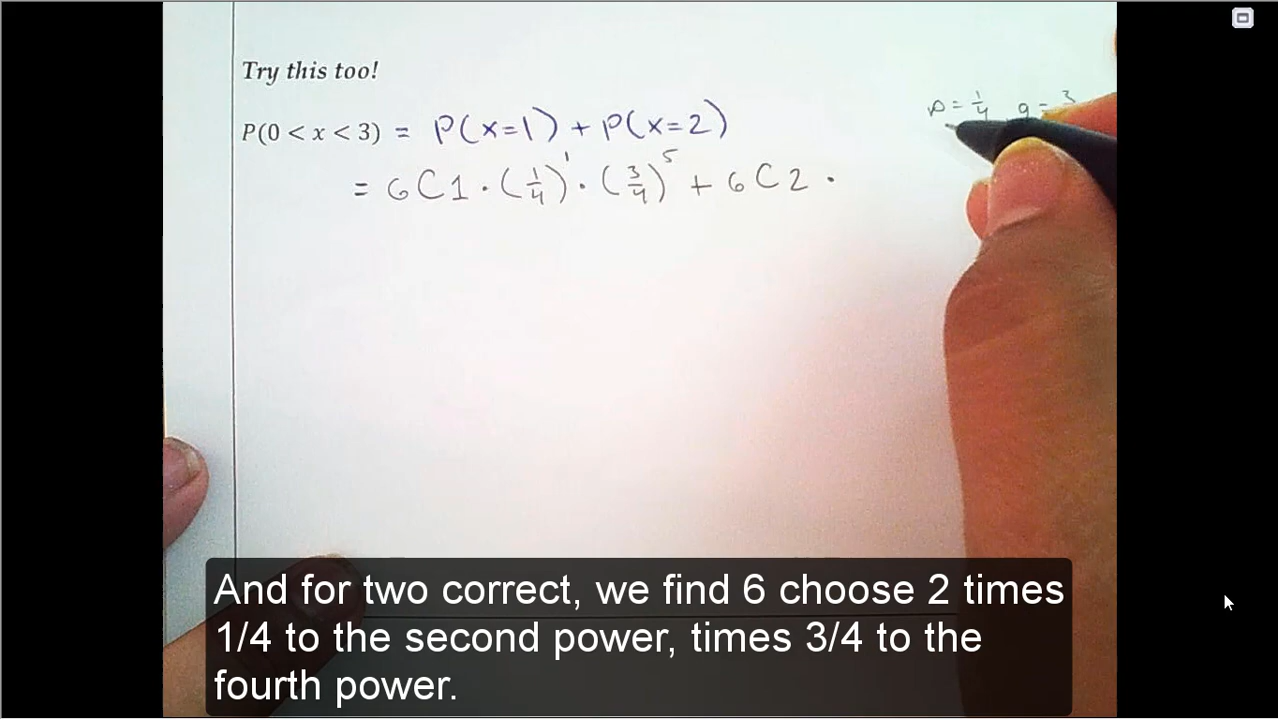 Try this too!
p = 1/4 q = 3
P(0 < x < 3) = P(x=1) + P(x=2)
= 6C1 · (1/4)^1 · (3/4)^5 + 6C2 ·
And for two correct, we find 6 choose 2 times
1/4 to the second power, times 3/4 to the
fourth power.